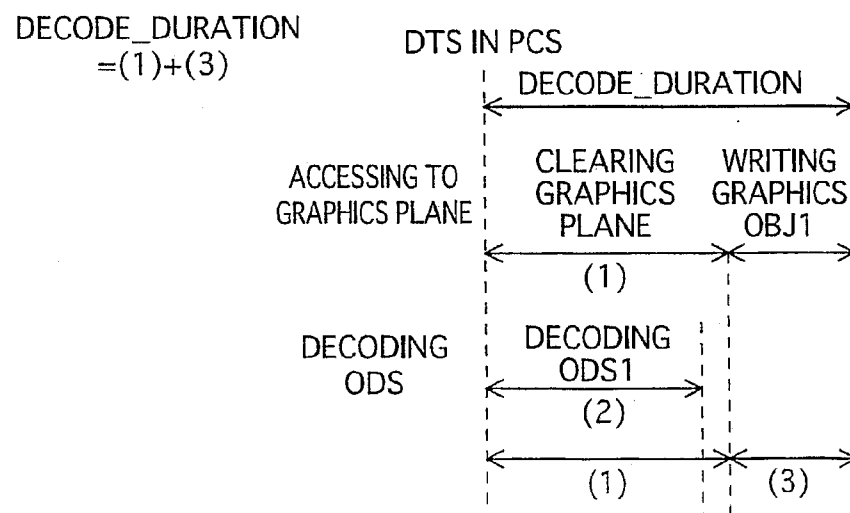 DECODE_DURATION
=(1)+(3)
DTS IN PCS
DECODE_DURATION
ACCESSING TO
GRAPHICS PLANE
CLEARING
GRAPHICS
PLANE
WRITING
GRAPHICS
OBJ1
(1)
DECODING
ODS
DECODING
ODS1
(2)
(1)
(3)